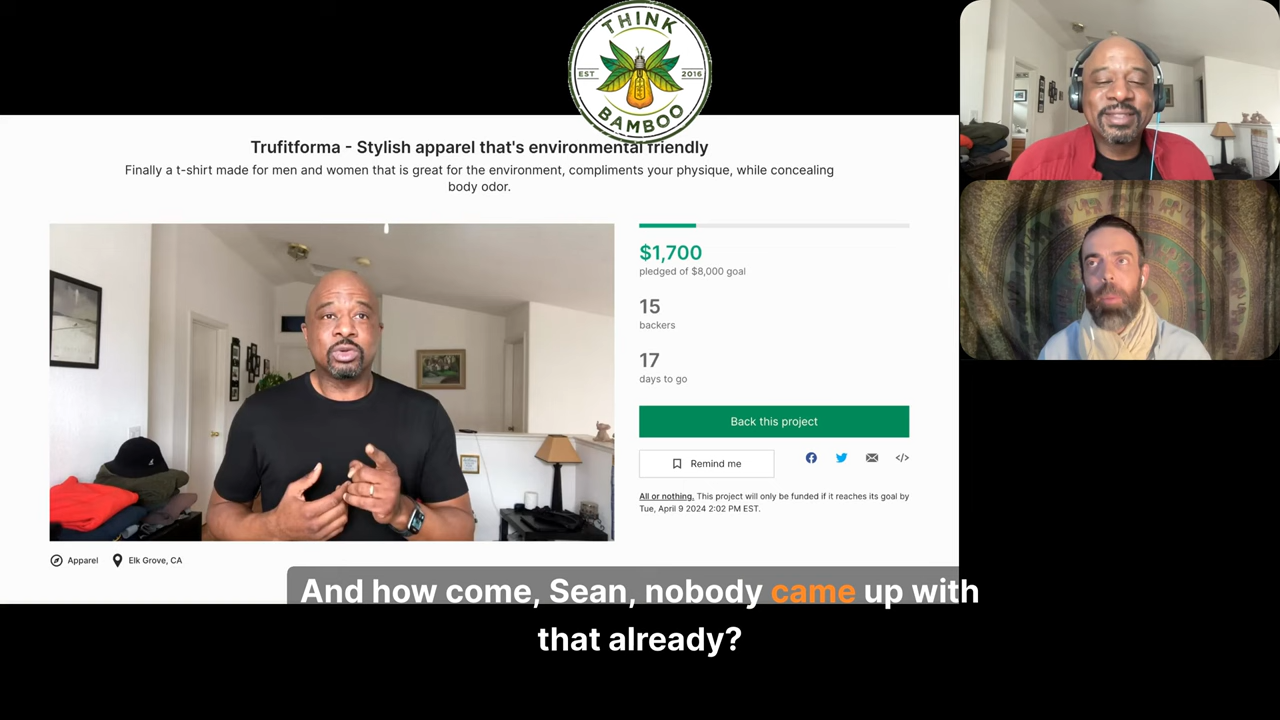 THINK
EST 2016
BAMBOO
Trufitforma - Stylish apparel that's environmental friendly
Finally a t-shirt made for men and women that is great for the environment, compliments your physique, while concealing
body odor.
$1,700
pledged of $8,000 goal
15
backers
17
days to go
Back this project
Remind me
All or nothing. This project will only be funded if it reaches its goal by
Tue, April 9 2024 2:02 PM EST.
Apparel Elk Grove, CA
And how come, Sean, nobody came up with
that already?